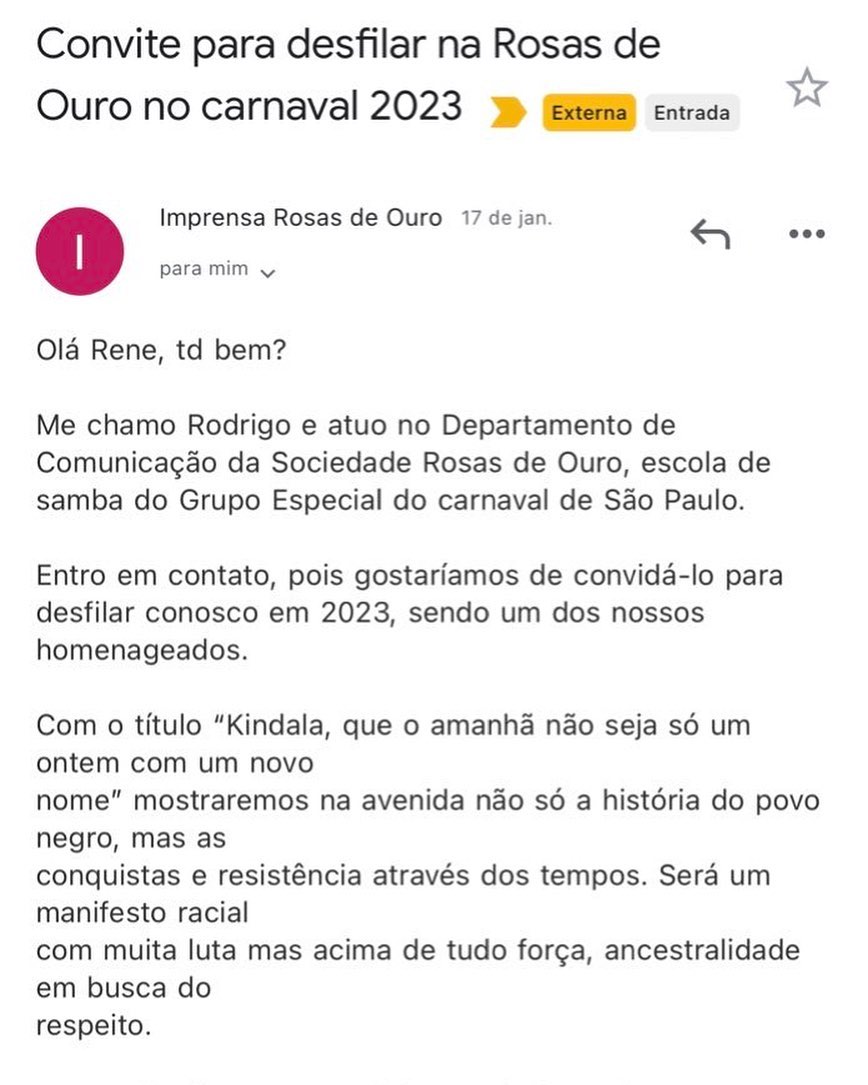 Convite para desfilar na Rosas de
Ouro no carnaval 2023 Externa Entrada
I
Imprensa Rosas de Ouro 17 de jan.
para mim
Olá Rene, td bem?
Me chamo Rodrigo e atuo no Departamento de
Comunicação da Sociedade Rosas de Ouro, escola de
samba do Grupo Especial do carnaval de São Paulo.
Entro em contato, pois gostaríamos de convidá-lo para
desfilar conosco em 2023, sendo um dos nossos
homenageados.
Com o título “Kindala, que o amanhã não seja só um
ontem com um novo
nome” mostraremos na avenida não só a história do povo
negro, mas as
conquistas e resistência através dos tempos. Será um
manifesto racial
com muita luta mas acima de tudo força, ancestralidade
em busca do
respeito.